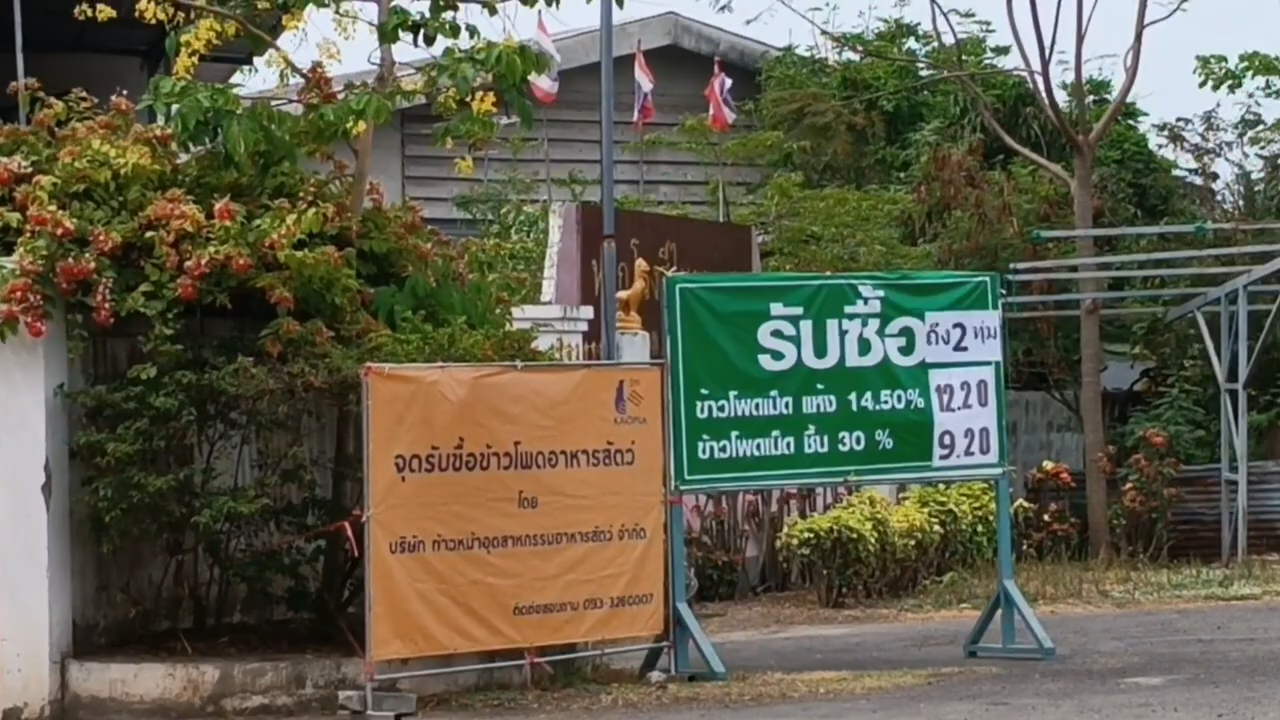 รับซื้อ ถึง 2 ทุ่ม
ข้าวโพดเม็ด แห้ง 14.50% 12.20
ข้าวโพดเม็ด ชื้น 30 % 9.20
KAONA
จุดรับซื้อข้าวโพดอาหารสัตว์
โดย
บริษัท ก้าวหน้าอุตสาหกรรมอาหารสัตว์ จำกัด
ติดต่อสอบถาม 093-3260007